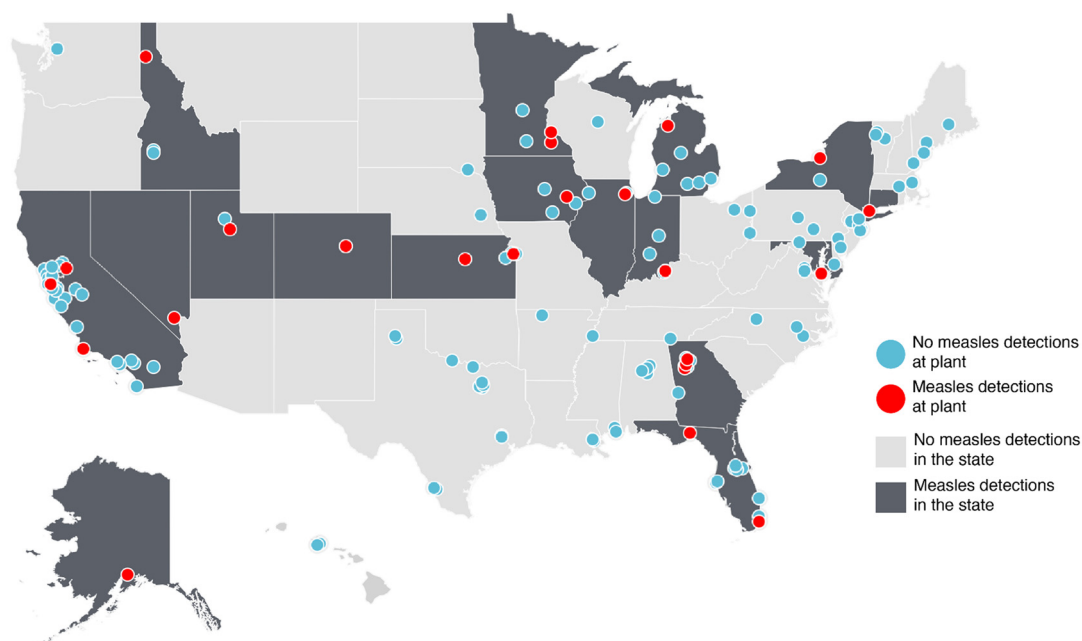 No measles detections
at plant
Measles detections
at plant
No measles detections
in the state
Measles detections
in the state